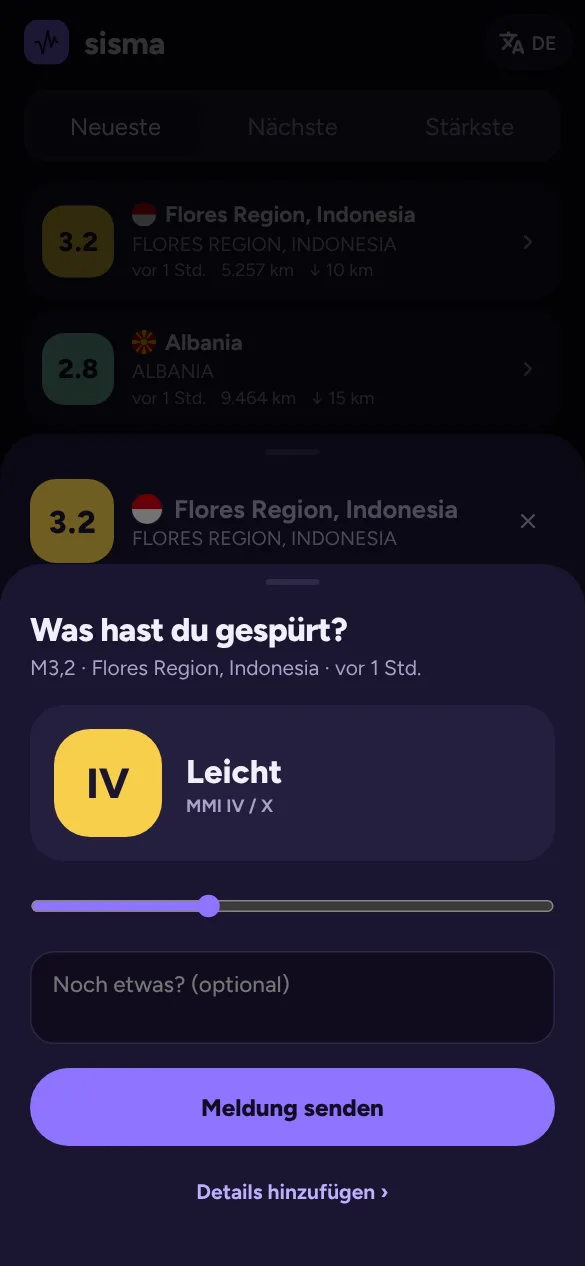 sisma
DE
Neueste
Nächste
Stärkste
3.2
Flores Region, Indonesia
FLORES REGION, INDONESIA
vor 1 Std. 5.257 km ↓ 10 km
2.8
Albania
ALBANIA
vor 1 Std. 9.464 km ↓ 15 km
3.2
Flores Region, Indonesia
FLORES REGION, INDONESIA
Was hast du gespürt?
M3,2 · Flores Region, Indonesia · vor 1 Std.
IV
Leicht
MMI IV / X
Noch etwas? (optional)
Meldung senden
Details hinzufügen ›